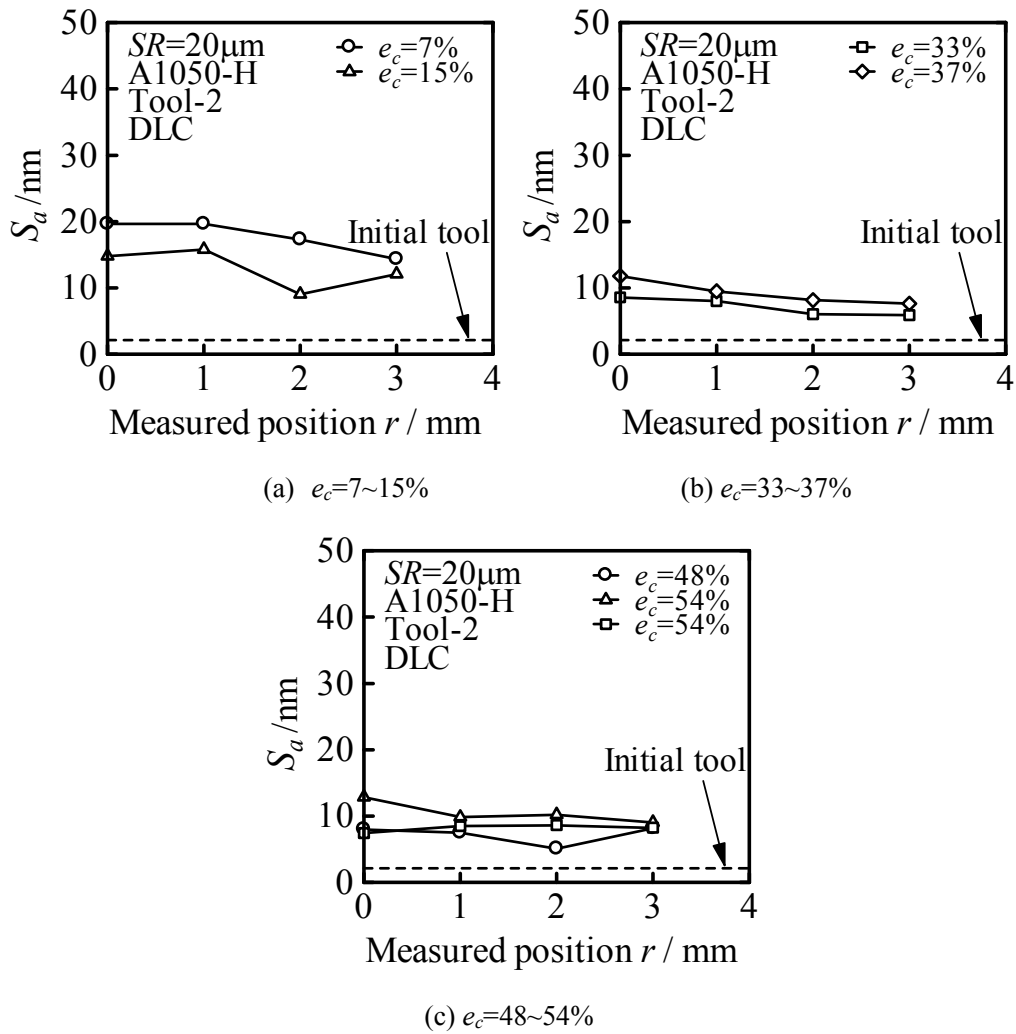 50
40
30
20
10
0
S_a /nm
SR=20μm
A1050-H
Tool-2
DLC
e_c=7%
e_c=15%
Initial tool
0 1 2 3 4
Measured position r / mm
(a) e_c=7~15%
50
40
30
20
10
0
S_a /nm
SR=20μm
A1050-H
Tool-2
DLC
e_c=33%
e_c=37%
Initial tool
0 1 2 3 4
Measured position r / mm
(b) e_c=33~37%
50
40
30
20
10
0
S_a /nm
SR=20μm
A1050-H
Tool-2
DLC
e_c=48%
e_c=54%
e_c=54%
Initial tool
0 1 2 3 4
Measured position r / mm
(c) e_c=48~54%